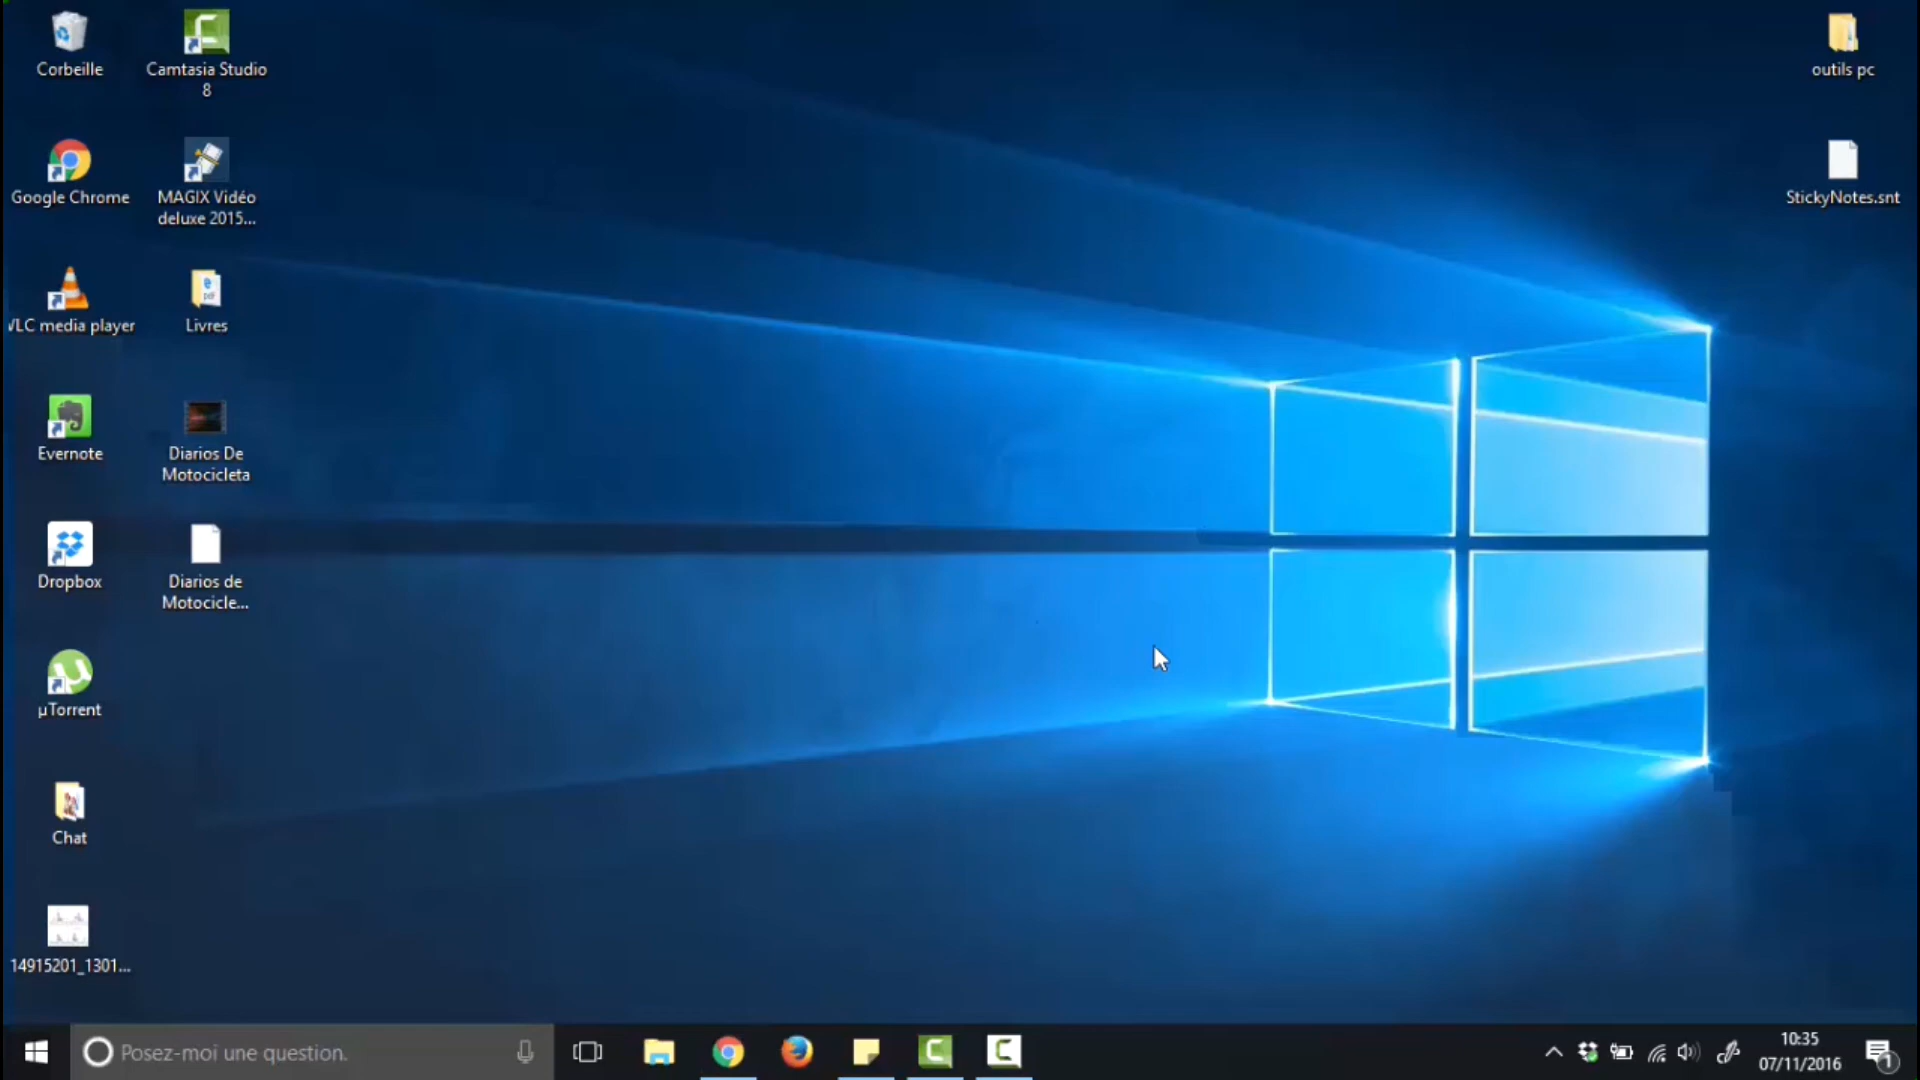 Corbeille
Camtasia Studio
8
Google Chrome
MAGIX Vidéo
deluxe 2015...
VLC media player
Livres
Evernote
Diarios De
Motocicleta
Dropbox
Diarios de
Motocicle...
µTorrent
Chat
14915201_1301...
outils pc
StickyNotes.snt
Posez-moi une question.
10:35
07/11/2016
1